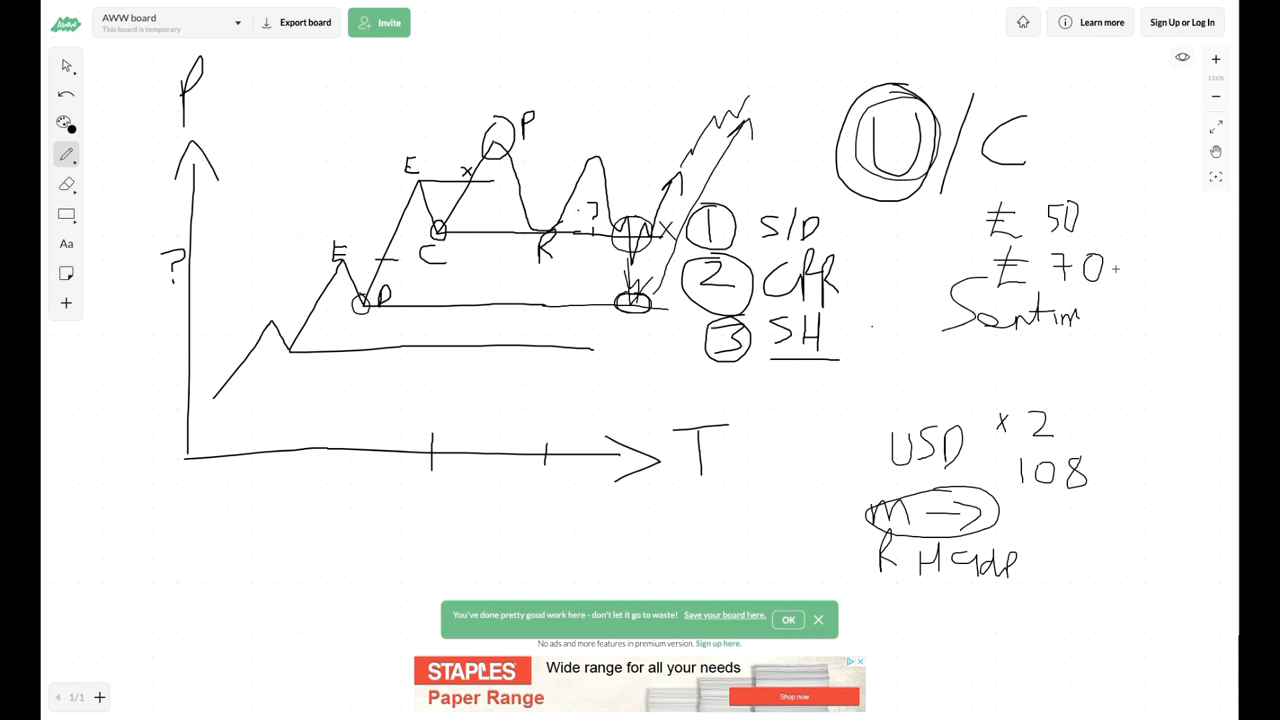 AWW board
This board is temporary
Export board
Invite
Learn more
Sign Up or Log In
126%
P
P
E
x
U / C
?
1 S/D
£ 50
E
C
R
x
?
2 CPR
£ 70+
D
3 SH
T
USD
x 2
108
m →
R H
Aa
You've done pretty good work here - don't let it go to waste! Save your board here.
OK
No ads and more features in premium version. Sign up here.
STAPLES
Paper Range
Wide range for all your needs
Shop now
1/1